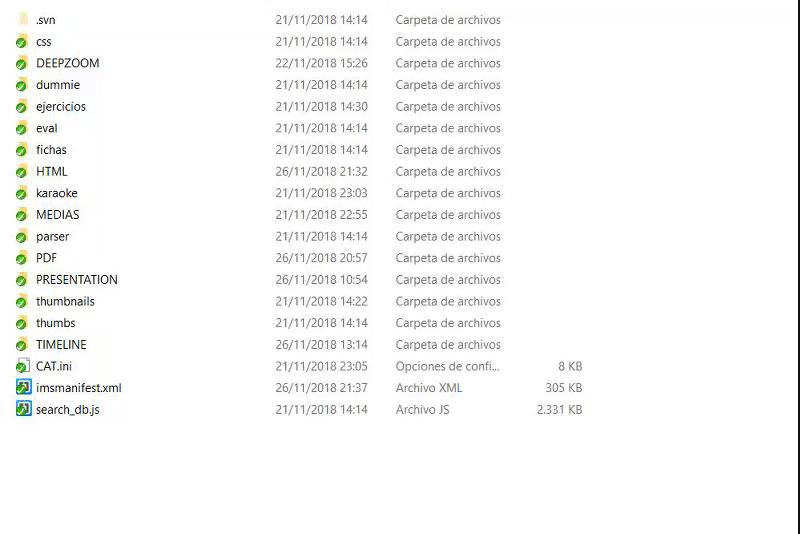 .svn 21/11/2018 14:14 Carpeta de archivos
css 21/11/2018 14:14 Carpeta de archivos
DEEPZOOM 22/11/2018 15:26 Carpeta de archivos
dummie 21/11/2018 14:14 Carpeta de archivos
ejercicios 21/11/2018 14:30 Carpeta de archivos
eval 21/11/2018 14:14 Carpeta de archivos
fichas 21/11/2018 14:14 Carpeta de archivos
HTML 26/11/2018 21:32 Carpeta de archivos
karaoke 21/11/2018 23:03 Carpeta de archivos
MEDIAS 21/11/2018 22:55 Carpeta de archivos
parser 21/11/2018 14:14 Carpeta de archivos
PDF 26/11/2018 20:57 Carpeta de archivos
PRESENTATION 26/11/2018 10:54 Carpeta de archivos
thumbnails 21/11/2018 14:22 Carpeta de archivos
thumbs 21/11/2018 14:14 Carpeta de archivos
TIMELINE 26/11/2018 13:14 Carpeta de archivos
CAT.ini 21/11/2018 23:05 Opciones de confi... 8 KB
imsmanifest.xml 26/11/2018 21:37 Archivo XML 305 KB
search_db.js 21/11/2018 14:14 Archivo JS 2.331 KB